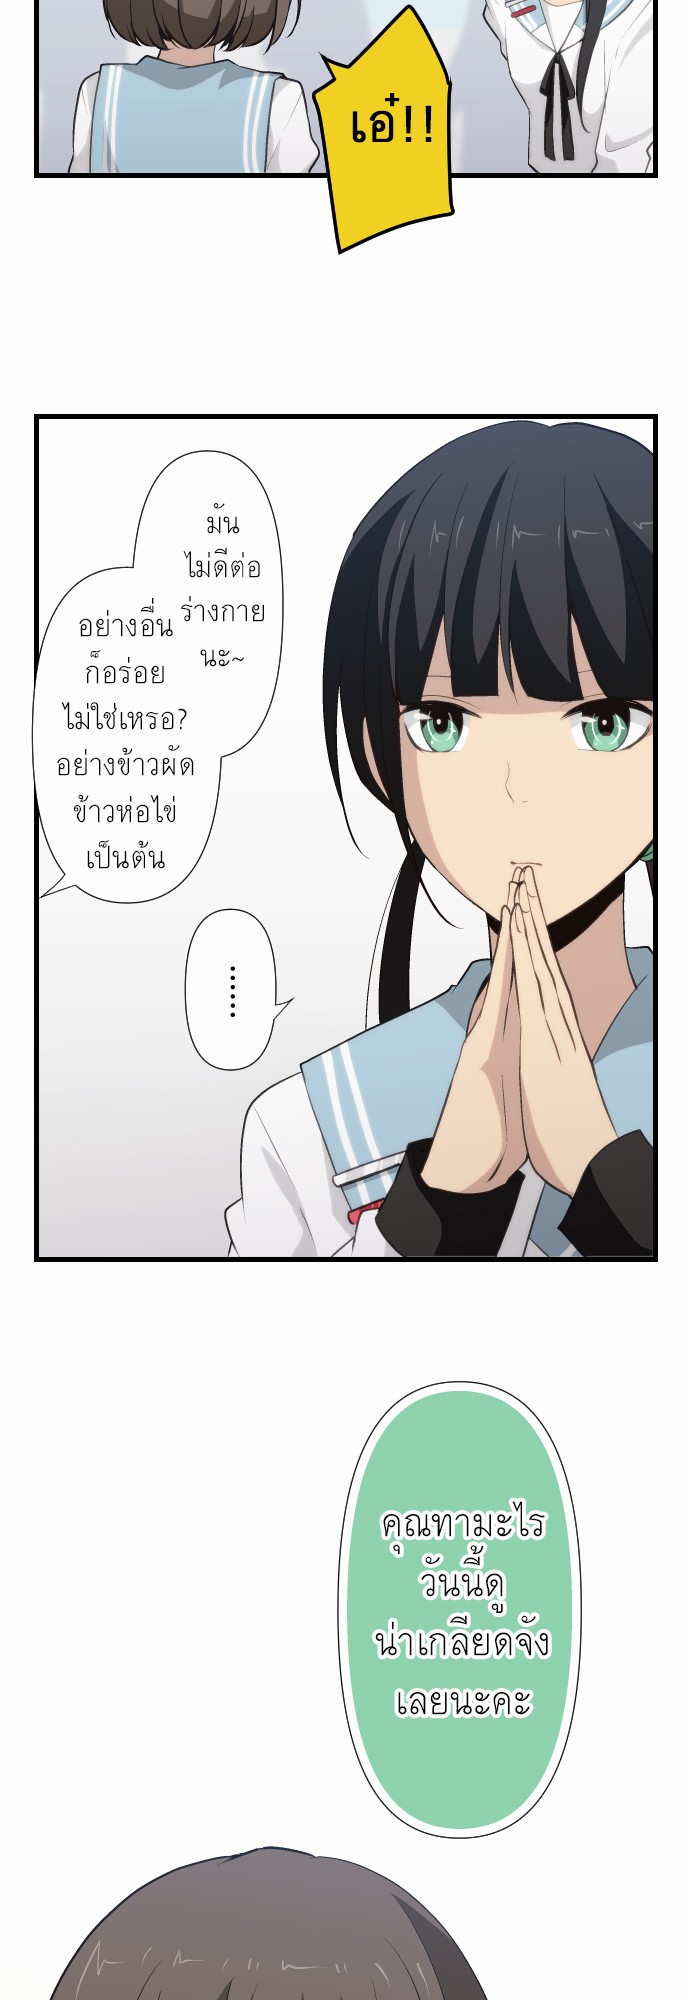 เอ๋!!
มัน
ไม่ดีต่อ
ร่างกาย
นะ~
อย่างอื่น
ก็อร่อย
ไม่ใช่เหรอ?
อย่างข้าวผัด
ข้าวห่อไข่
เป็นต้น
......
คุณทามะไร
วันนี้ดู
น่าเกลียดจัง
เลยนะคะ